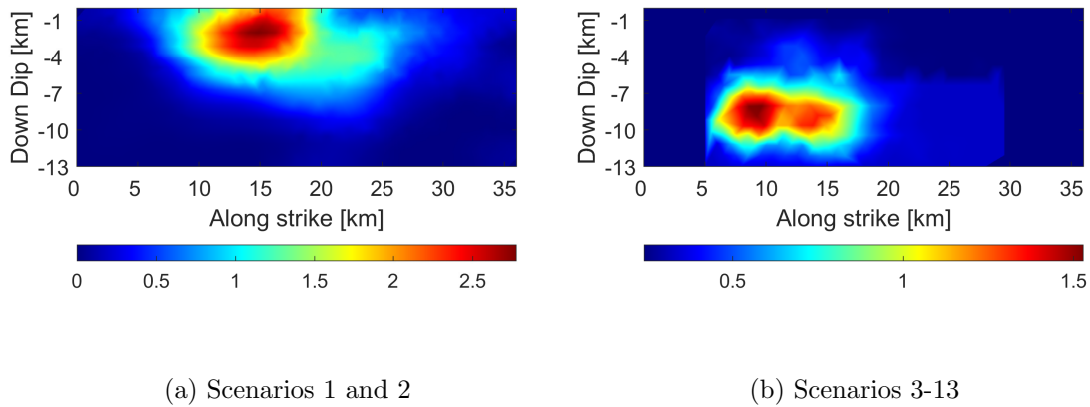 Down Dip [km]
-1
-4
-7
-10
-13
0 5 10 15 20 25 30 35
Along strike [km]
0 0.5 1 1.5 2 2.5
(a) Scenarios 1 and 2
Down Dip [km]
-1
-4
-7
-10
-13
0 5 10 15 20 25 30 35
Along strike [km]
0.5 1 1.5
(b) Scenarios 3-13